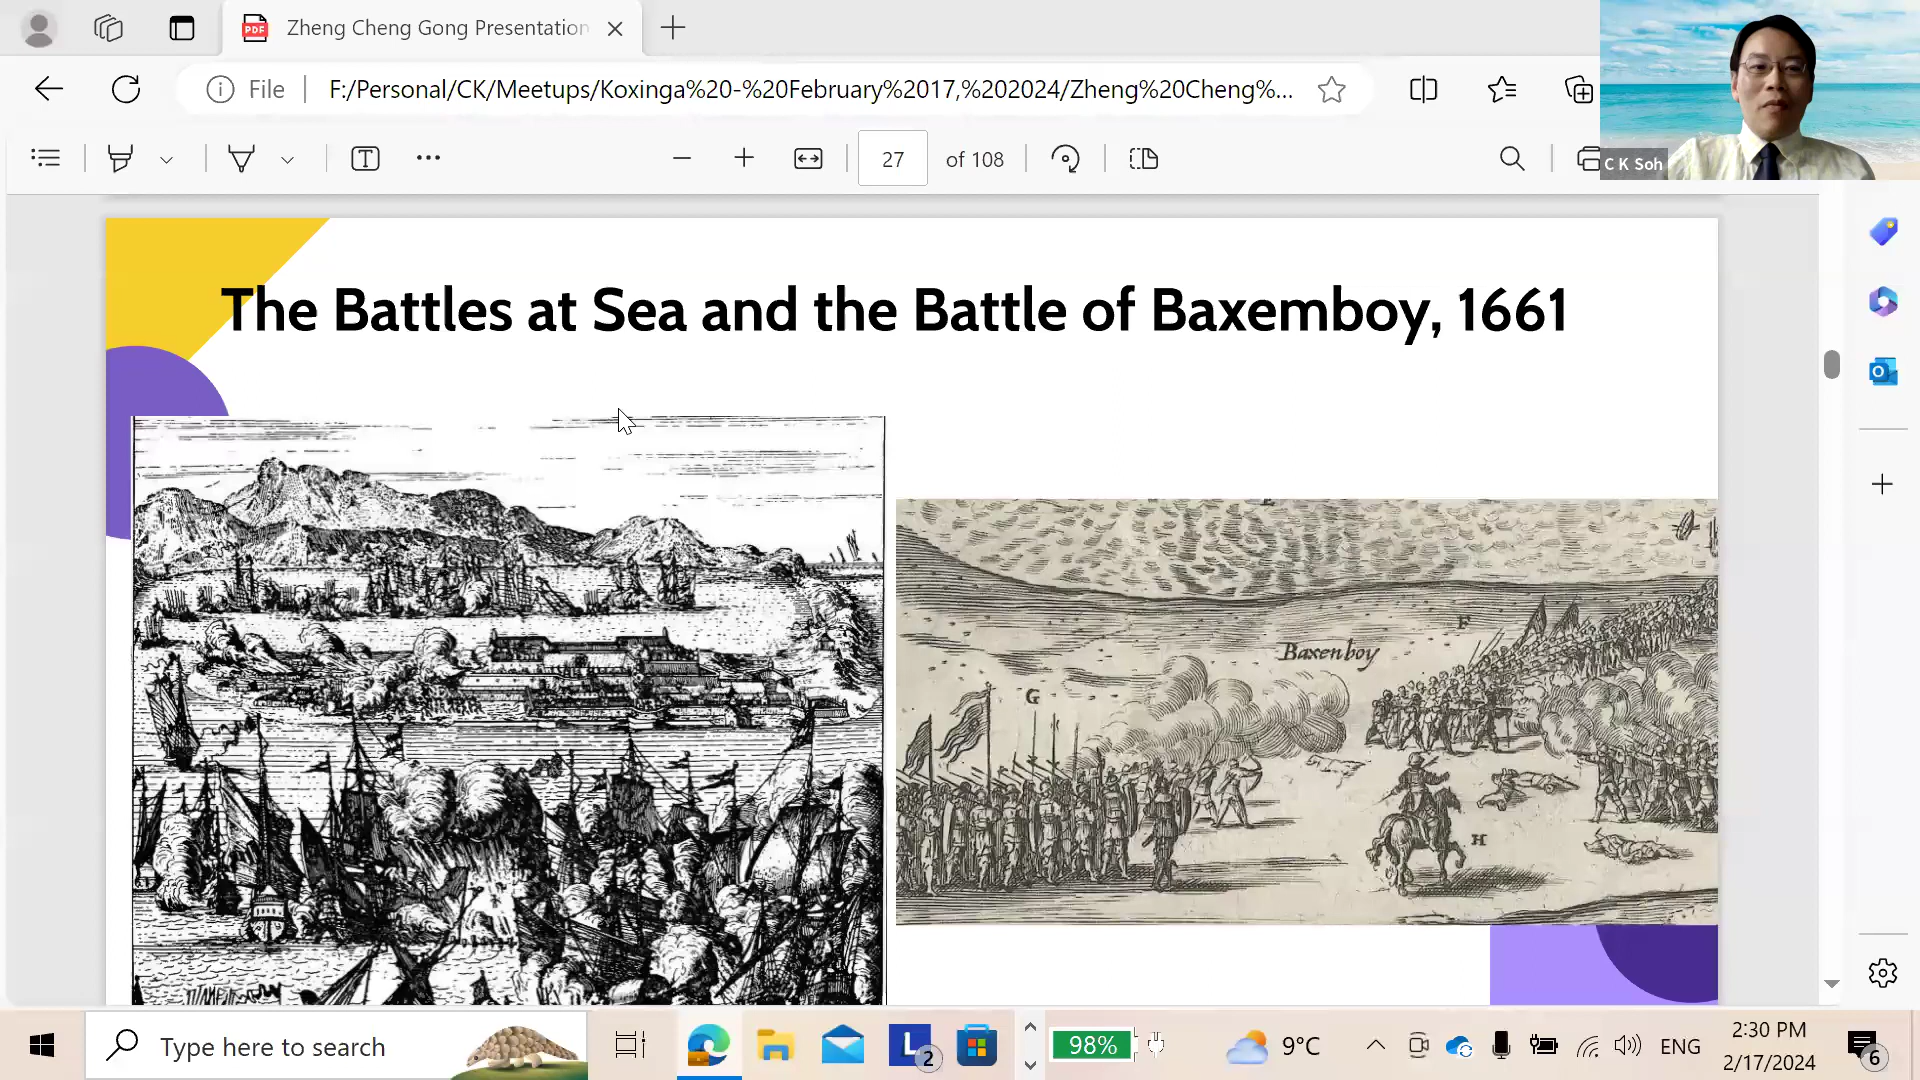 Zheng Cheng Gong Presentation
File
F:/Personal/CK/Meetups/Koxinga%20-%20February%2017,%202024/Zheng%20Cheng%...
27 of 108
C K Soh
The Battles at Sea and the Battle of Baxemboy, 1661
Baxenboy
F
G
H
Type here to search
L
2
98%
9°C
ENG
2:30 PM
2/17/2024
6
PDF